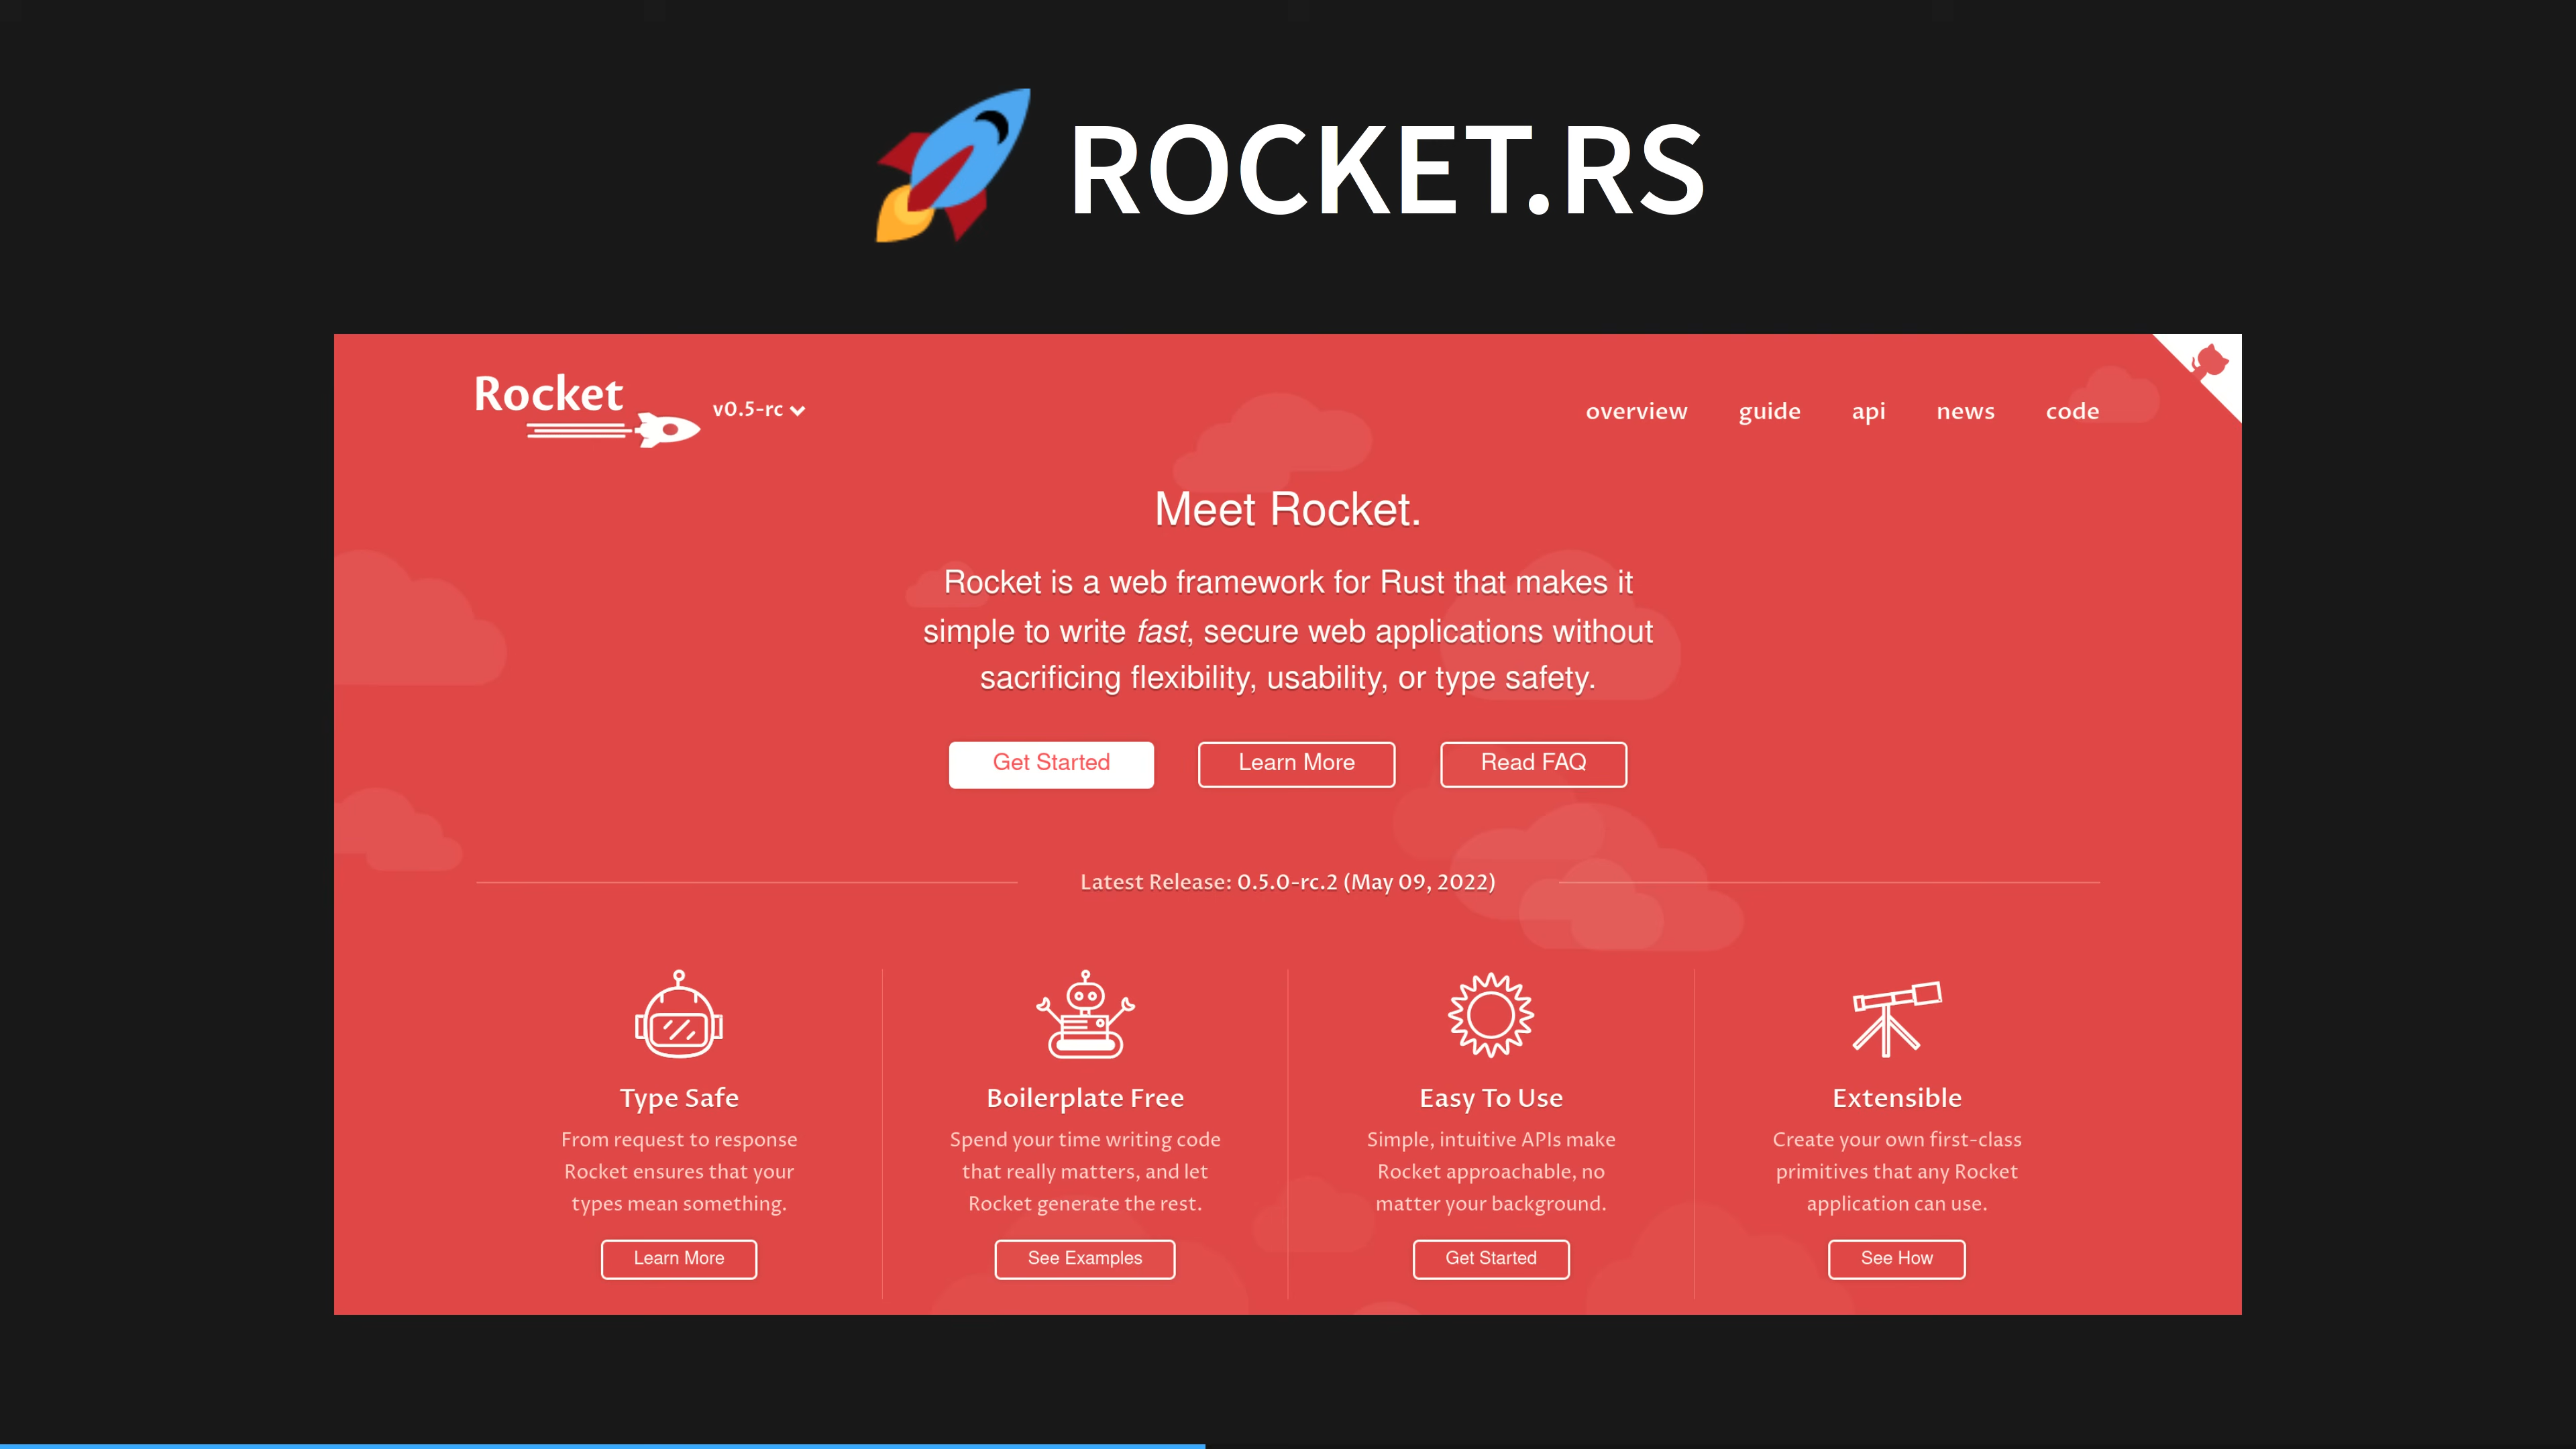 ROCKET.RS
Rocket
v0.5-rc
overview guide api news code
Meet Rocket.
Rocket is a web framework for Rust that makes it
simple to write fast, secure web applications without
sacrificing flexibility, usability, or type safety.
Get Started
Learn More
Read FAQ
Latest Release: 0.5.0-rc.2 (May 09, 2022)
Type Safe
From request to response
Rocket ensures that your
types mean something.
Learn More
Boilerplate Free
Spend your time writing code
that really matters, and let
Rocket generate the rest.
See Examples
Easy To Use
Simple, intuitive APIs make
Rocket approachable, no
matter your background.
Get Started
Extensible
Create your own first-class
primitives that any Rocket
application can use.
See How